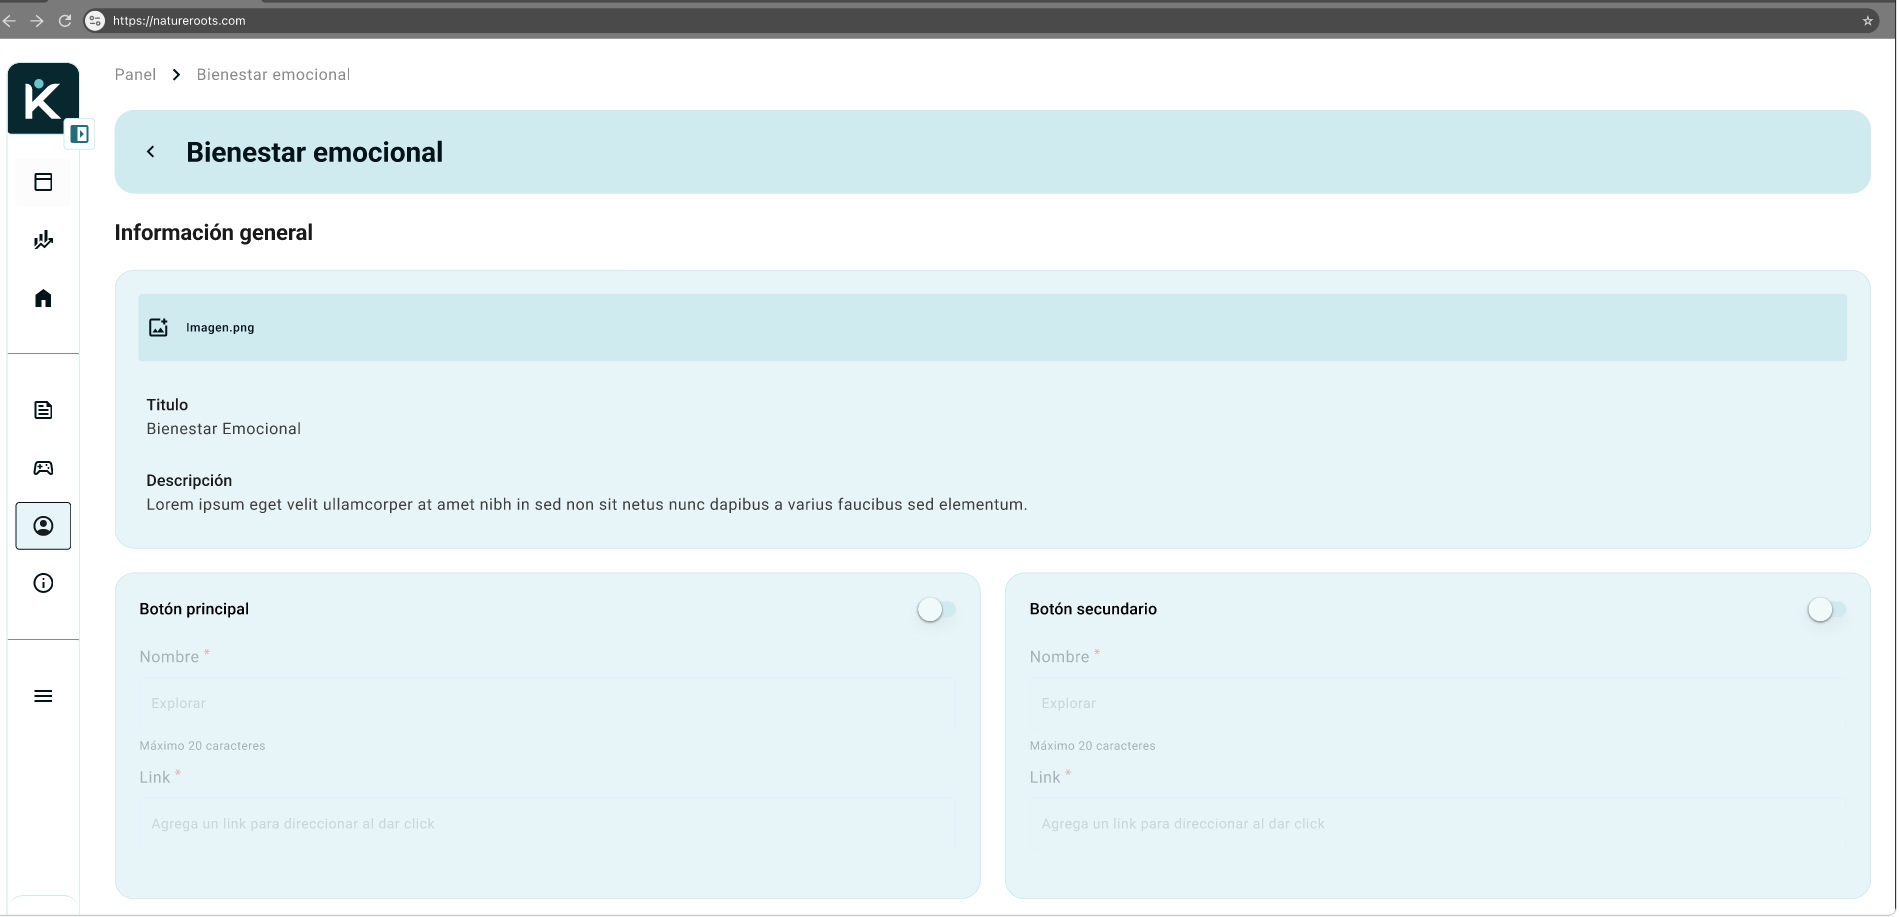 https://natureroots.com
Panel > Bienestar emocional
K
Bienestar emocional
Información general
Imagen.png
Titulo
Bienestar Emocional
Descripción
Lorem ipsum eget velit ullamcorper at amet nibh in sed non sit netus nunc dapibus a varius faucibus sed elementum.
Botón principal
Nombre *
Explorar
Máximo 20 caracteres
Link *
Agrega un link para direccionar al dar click
Botón secundario
Nombre *
Explorar
Máximo 20 caracteres
Link *
Agrega un link para direccionar al dar click